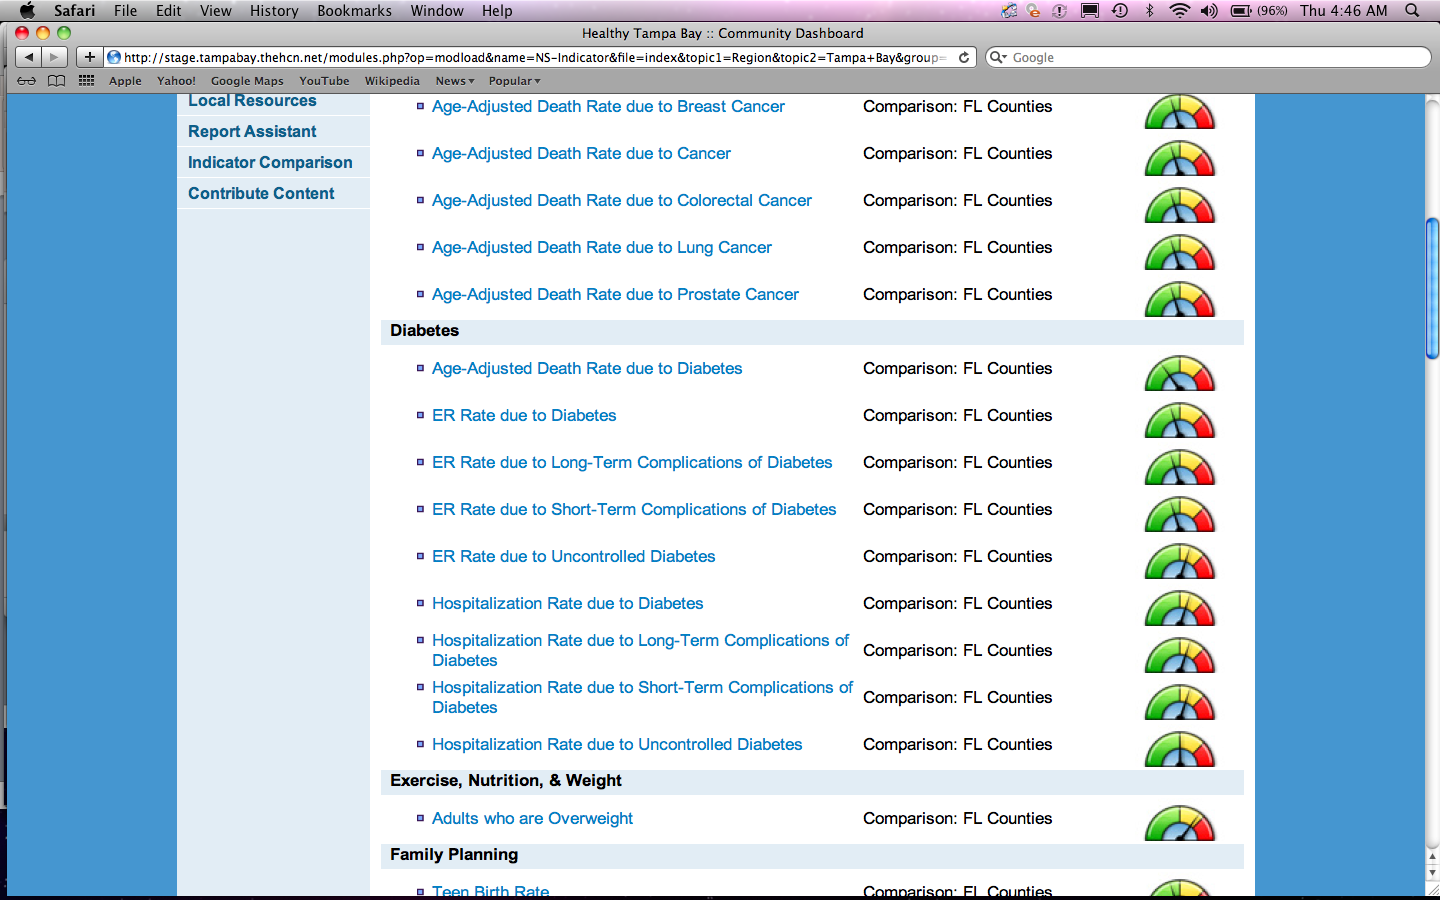 Safari File Edit View History Bookmarks Window Help (96%) Thu 4:46 AM
Healthy Tampa Bay :: Community Dashboard
http://stage.tampabay.thehcn.net/modules.php?op=modload&name=NS-Indicator&file=index&topic1=Region&topic2=Tampa+Bay&group= Google
Apple Yahoo! Google Maps YouTube Wikipedia News Popular
Local Resources
Report Assistant
Indicator Comparison
Contribute Content
Age-Adjusted Death Rate due to Breast Cancer Comparison: FL Counties
Age-Adjusted Death Rate due to Cancer Comparison: FL Counties
Age-Adjusted Death Rate due to Colorectal Cancer Comparison: FL Counties
Age-Adjusted Death Rate due to Lung Cancer Comparison: FL Counties
Age-Adjusted Death Rate due to Prostate Cancer Comparison: FL Counties
Diabetes
Age-Adjusted Death Rate due to Diabetes Comparison: FL Counties
ER Rate due to Diabetes Comparison: FL Counties
ER Rate due to Long-Term Complications of Diabetes Comparison: FL Counties
ER Rate due to Short-Term Complications of Diabetes Comparison: FL Counties
ER Rate due to Uncontrolled Diabetes Comparison: FL Counties
Hospitalization Rate due to Diabetes Comparison: FL Counties
Hospitalization Rate due to Long-Term Complications of
Diabetes Comparison: FL Counties
Hospitalization Rate due to Short-Term Complications of
Diabetes Comparison: FL Counties
Hospitalization Rate due to Uncontrolled Diabetes Comparison: FL Counties
Exercise, Nutrition, & Weight
Adults who are Overweight Comparison: FL Counties
Family Planning
Teen Birth Rate Comparison: FL Counties